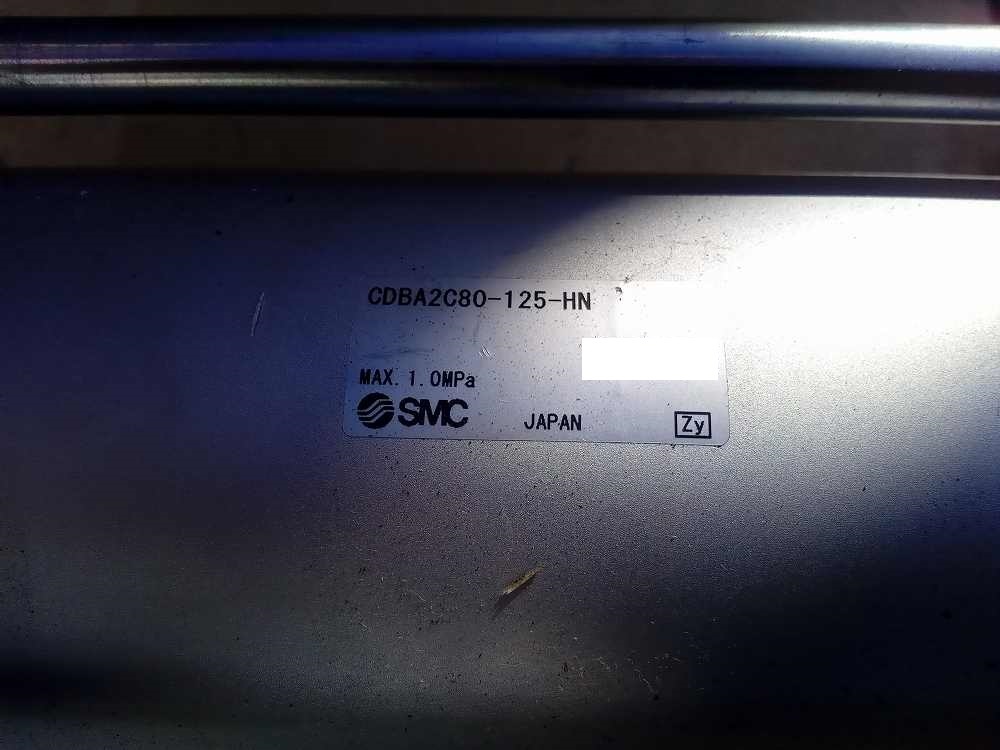 CDBA2C80-125-HN
MAX. 1.0MPa
SMC JAPAN Zy